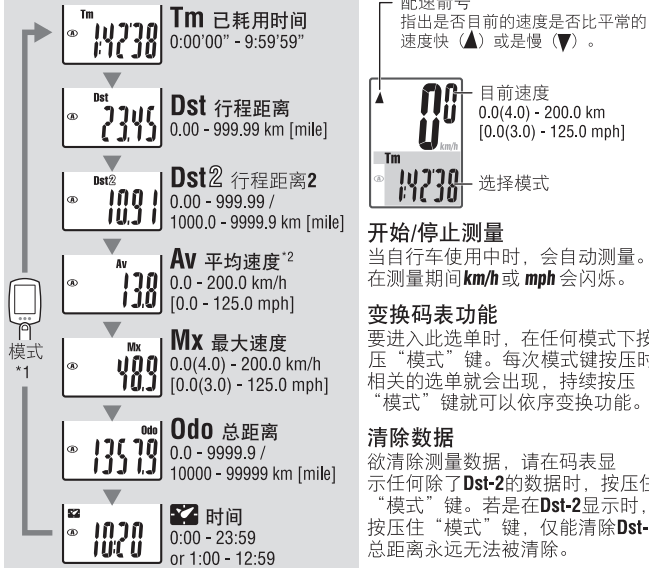 Tm
1:42'38
Tm 已耗用时间
0:00'00” - 9:59'59”
Dst
23.45
Dst 行程距离
0.00 - 999.99 km [mile]
Dst2
10.91
Dst2 行程距离2
0.00 - 999.99 /
1000.0 - 9999.9 km [mile]
Av
13.8
Av 平均速度*2
0.0 - 200.0 km/h
[0.0 - 125.0 mph]
Mx
48.9
Mx 最大速度
0.0(4.0) - 200.0 km/h
[0.0(3.0) - 125.0 mph]
Odo
1357.9
Odo 总距离
0.0 - 9999.9 /
10000 - 99999 km [mile]
10:20
时间
0:00 - 23:59
or 1:00 - 12:59
模式
*1
配速箭号
指出是否目前的速度是否比平常的
速度快（▲）或是慢（▼）。
0.0
km/h
Tm
1:42'38
目前速度
0.0(4.0) - 200.0 km
[0.0(3.0) - 125.0 mph]
选择模式
开始/停止测量
当自行车使用中时，会自动测量。
在测量期间km/h 或 mph 会闪烁。
变换码表功能
要进入此选单时，在任何模式下按
压“模式”键。每次模式键按压时
相关的选单就会出现，持续按压
“模式”键就可以依序变换功能。
清除数据
欲清除测量数据，请在码表显
示任何除了Dst-2的数据时，按压住
“模式”键。若是在Dst-2显示时，
按压住“模式”键，仅能清除Dst-
总距离永远无法被清除。